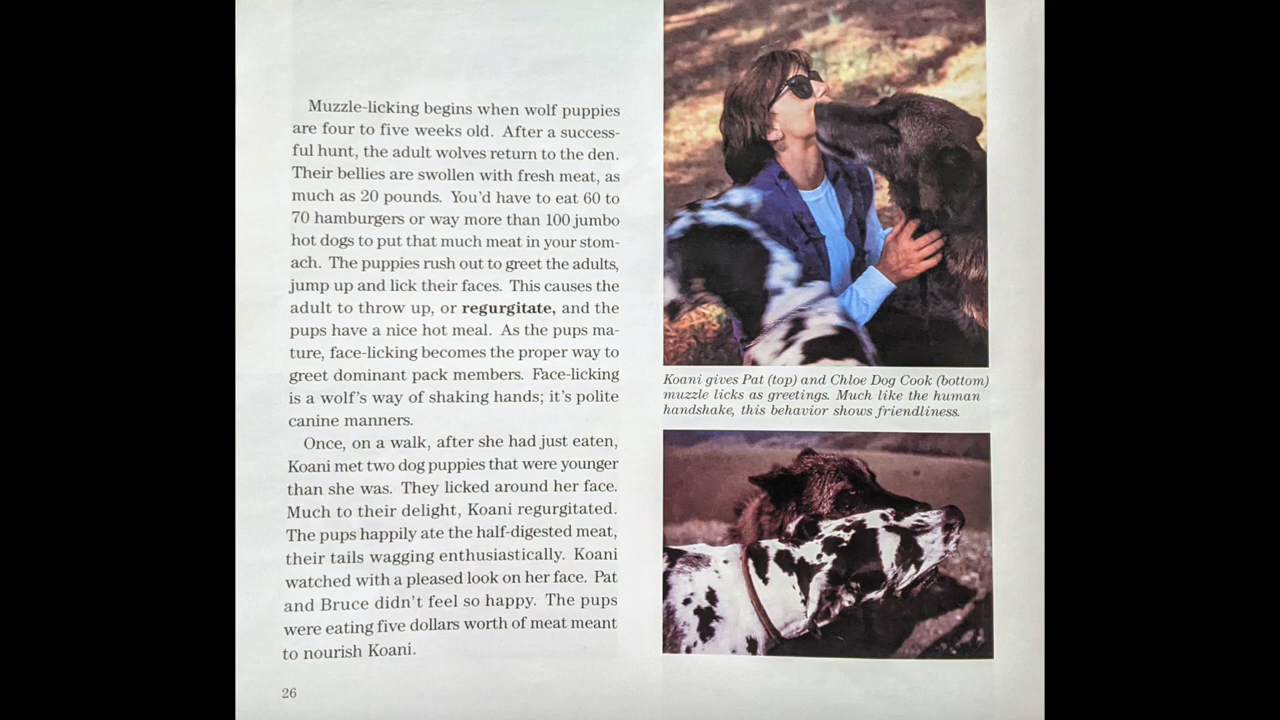 Muzzle-licking begins when wolf puppies
are four to five weeks old. After a success-
ful hunt, the adult wolves return to the den.
Their bellies are swollen with fresh meat, as
much as 20 pounds. You'd have to eat 60 to
70 hamburgers or way more than 100 jumbo
hot dogs to put that much meat in your stom-
ach. The puppies rush out to greet the adults,
jump up and lick their faces. This causes the
adult to throw up, or regurgitate, and the
pups have a nice hot meal. As the pups ma-
ture, face-licking becomes the proper way to
greet dominant pack members. Face-licking
is a wolf's way of shaking hands; it's polite
canine manners.
Once, on a walk, after she had just eaten,
Koani met two dog puppies that were younger
than she was. They licked around her face.
Much to their delight, Koani regurgitated.
The pups happily ate the half-digested meat,
their tails wagging enthusiastically. Koani
watched with a pleased look on her face. Pat
and Bruce didn't feel so happy. The pups
were eating five dollars worth of meat meant
to nourish Koani.
26
Koani gives Pat (top) and Chloe Dog Cook (bottom)
muzzle licks as greetings. Much like the human
handshake, this behavior shows friendliness.